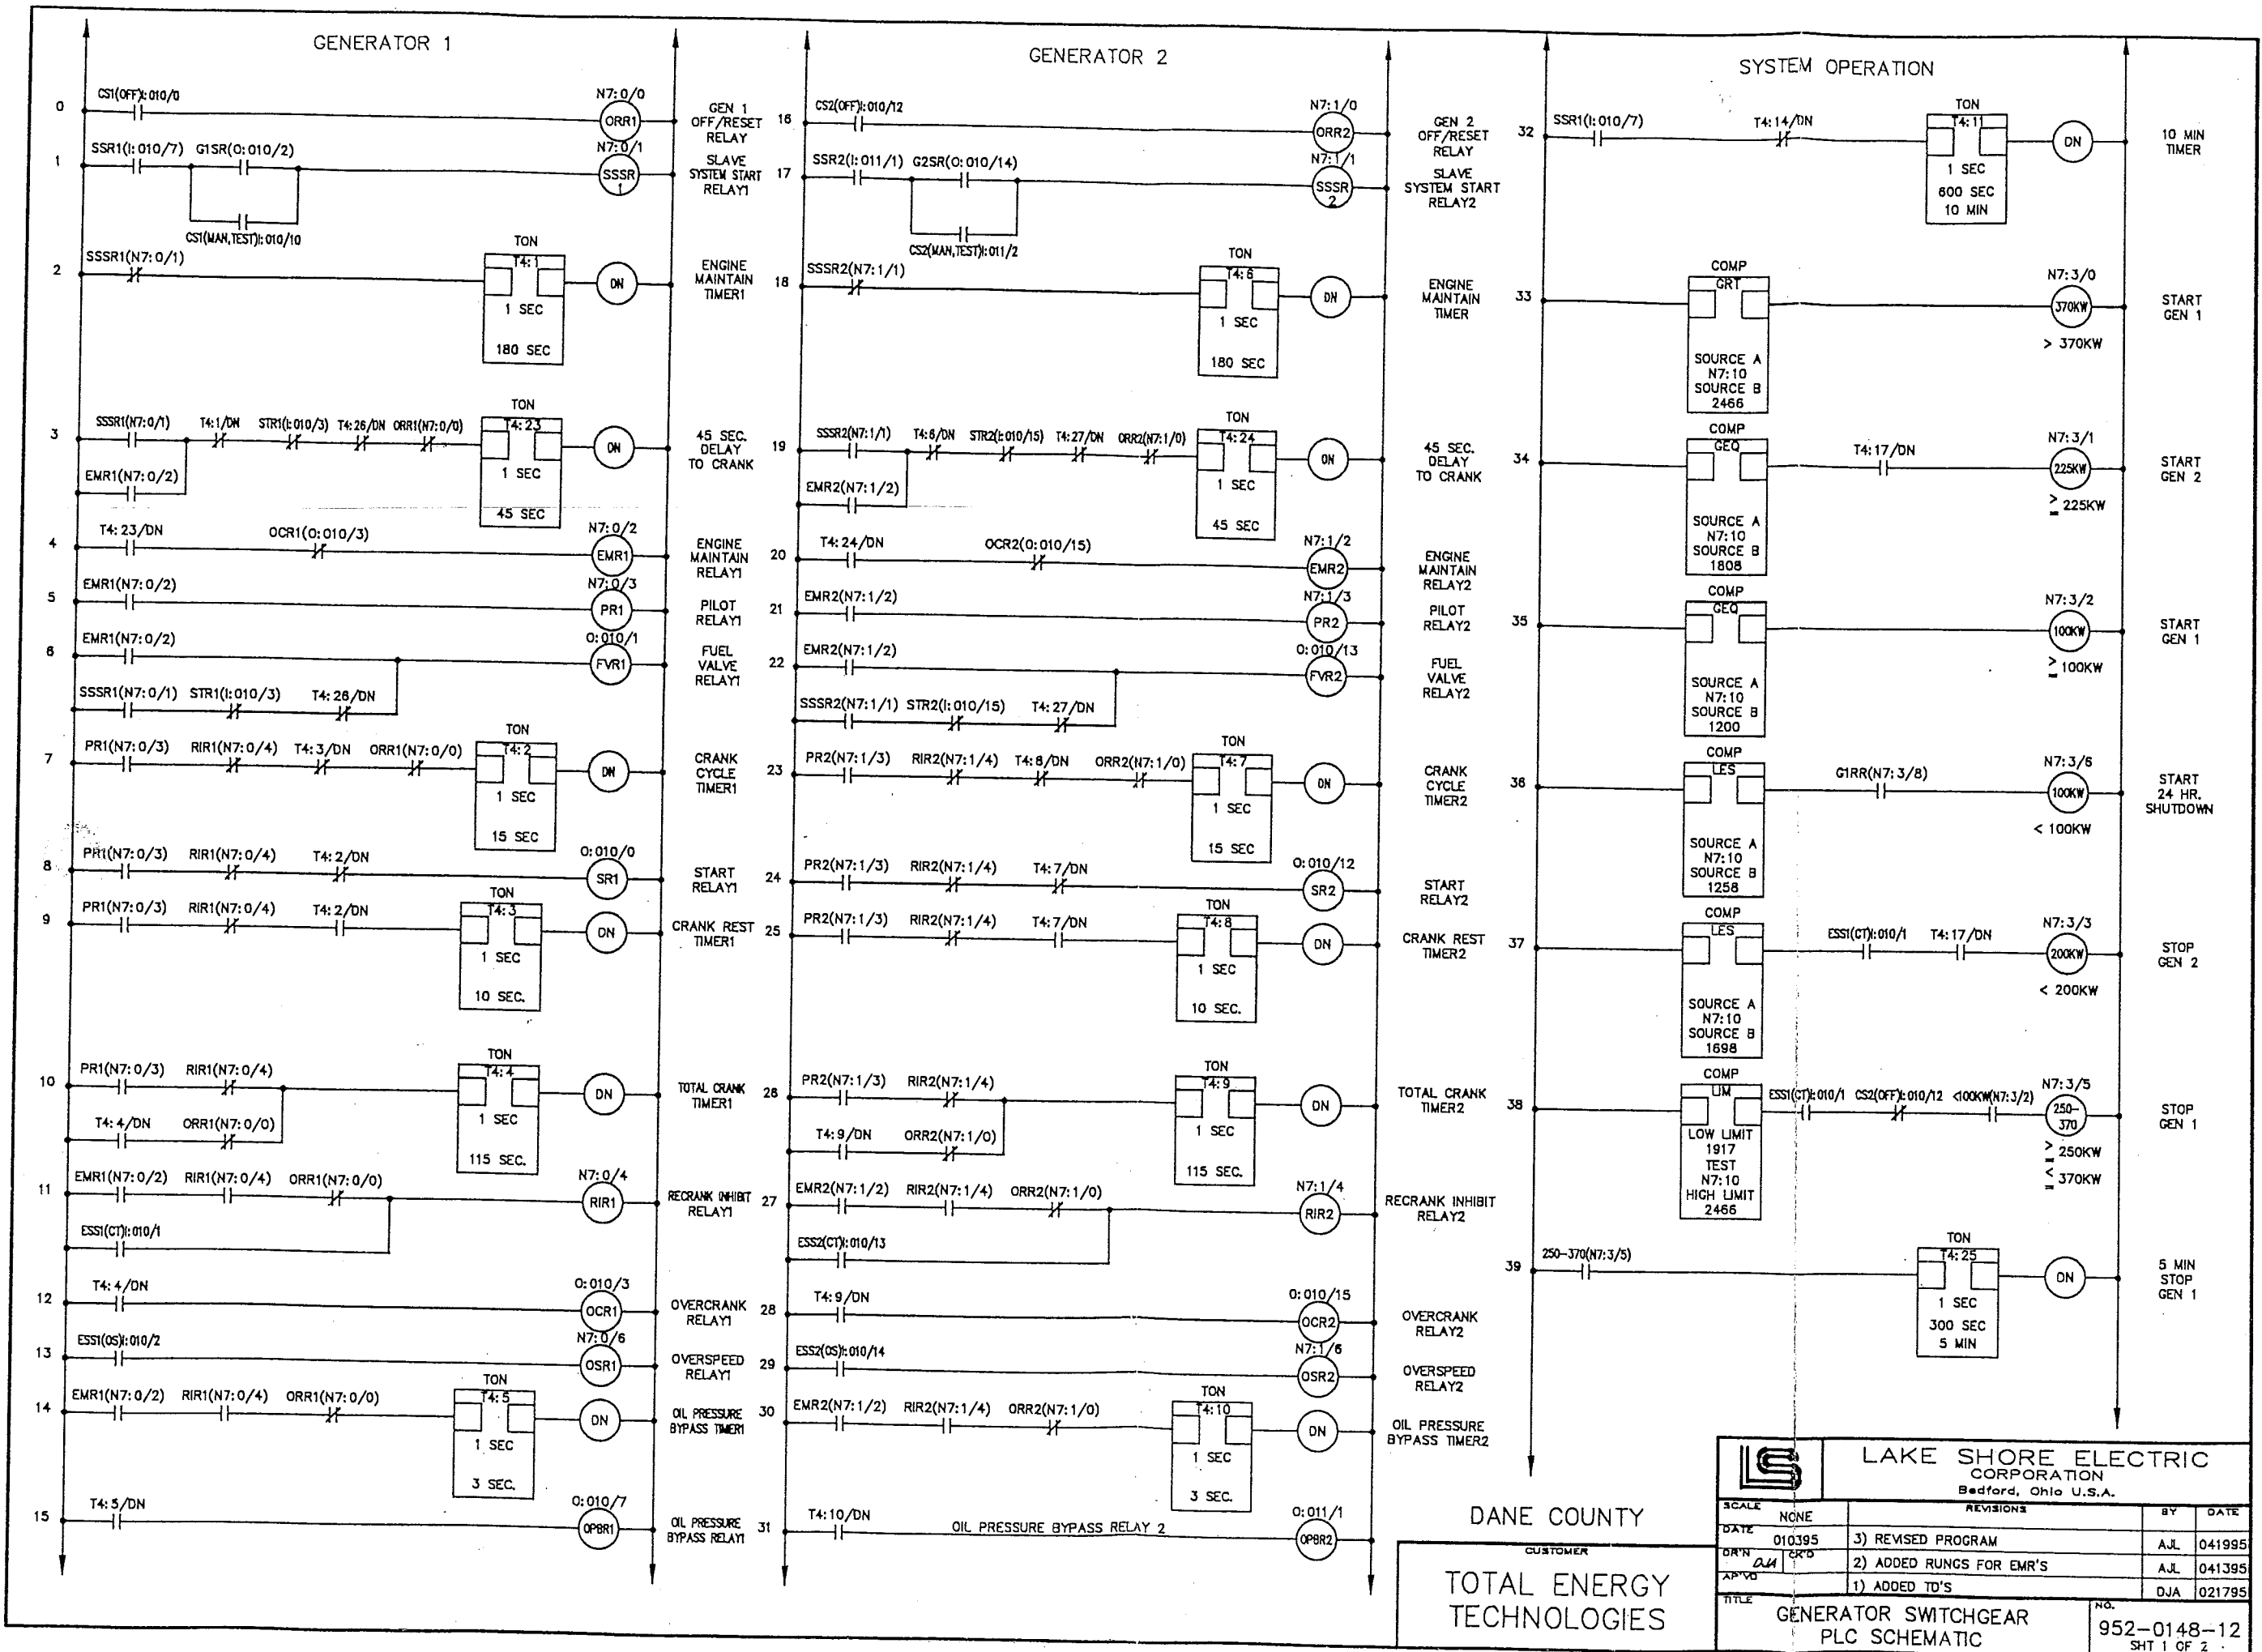 GENERATOR 1
0
CS1(OFF)I:010/0
N7:0/0
ORR1
GEN 1
OFF/RESET
RELAY
1
SSR1(I:010/7)
G1SR(O:010/2)
CS1(MAN,TEST)I:010/10
N7:0/1
SSSR
1
SLAVE
SYSTEM START
RELAY1
2
SSSR1(N7:0/1)
TON
T4:1
1 SEC
180 SEC
DN
ENGINE
MAINTAIN
TIMER1
3
SSSR1(N7:0/1)
T4:1/DN
STR1(I:010/3)
T4:26/DN
ORR1(N7:0/0)
EMR1(N7:0/2)
TON
T4:23
1 SEC
45 SEC
DN
45 SEC.
DELAY
TO CRANK
4
T4:23/DN
OCR1(O:010/3)
N7:0/2
EMR1
ENGINE
MAINTAIN
RELAY1
5
EMR1(N7:0/2)
N7:0/3
PR1
PILOT
RELAY1
6
EMR1(N7:0/2)
SSSR1(N7:0/1)
STR1(I:010/3)
T4:26/DN
O:010/1
FVR1
FUEL
VALVE
RELAY1
7
PR1(N7:0/3)
RIR1(N7:0/4)
T4:3/DN
ORR1(N7:0/0)
TON
T4:2
1 SEC
15 SEC
DN
CRANK
CYCLE
TIMER1
8
PR1(N7:0/3)
RIR1(N7:0/4)
T4:2/DN
O:010/0
SR1
START
RELAY1
9
PR1(N7:0/3)
RIR1(N7:0/4)
T4:2/DN
TON
T4:3
1 SEC
10 SEC.
DN
CRANK REST
TIMER1
10
PR1(N7:0/3)
RIR1(N7:0/4)
T4:4/DN
ORR1(N7:0/0)
TON
T4:4
1 SEC
115 SEC.
DN
TOTAL CRANK
TIMER1
11
EMR1(N7:0/2)
RIR1(N7:0/4)
ORR1(N7:0/0)
ESS1(CT)I:010/1
N7:0/4
RIR1
RECRANK INHIBIT
RELAY1
12
T4:4/DN
O:010/3
OCR1
OVERCRANK
RELAY1
13
ESS1(OS)I:010/2
N7:0/6
OSR1
OVERSPEED
RELAY1
14
EMR1(N7:0/2)
RIR1(N7:0/4)
ORR1(N7:0/0)
TON
T4:5
1 SEC
3 SEC.
DN
OIL PRESSURE
BYPASS TIMER1
15
T4:5/DN
O:010/7
OPBR1
OIL PRESSURE
BYPASS RELAY1
GENERATOR 2
16
CS2(OFF)I:010/12
N7:1/0
ORR2
GEN 2
OFF/RESET
RELAY
17
SSR2(I:011/1)
G2SR(O:010/14)
CS2(MAN,TEST)I:011/2
N7:1/1
SSSR
2
SLAVE
SYSTEM START
RELAY2
18
SSSR2(N7:1/1)
TON
T4:6
1 SEC
180 SEC
DN
ENGINE
MAINTAIN
TIMER
19
SSSR2(N7:1/1)
T4:6/DN
STR2(I:010/15)
T4:27/DN
ORR2(N7:1/0)
EMR2(N7:1/2)
TON
T4:24
1 SEC
45 SEC
DN
45 SEC.
DELAY
TO CRANK
20
T4:24/DN
OCR2(O:010/15)
N7:1/2
EMR2
ENGINE
MAINTAIN
RELAY2
21
EMR2(N7:1/2)
N7:1/3
PR2
PILOT
RELAY2
22
EMR2(N7:1/2)
SSSR2(N7:1/1)
STR2(I:010/15)
T4:27/DN
O:010/13
FVR2
FUEL
VALVE
RELAY2
23
PR2(N7:1/3)
RIR2(N7:1/4)
T4:8/DN
ORR2(N7:1/0)
TON
T4:7
1 SEC
15 SEC
DN
CRANK
CYCLE
TIMER2
24
PR2(N7:1/3)
RIR2(N7:1/4)
T4:7/DN
O:010/12
SR2
START
RELAY2
25
PR2(N7:1/3)
RIR2(N7:1/4)
T4:7/DN
TON
T4:8
1 SEC
10 SEC.
DN
CRANK REST
TIMER2
26
PR2(N7:1/3)
RIR2(N7:1/4)
T4:9/DN
ORR2(N7:1/0)
TON
T4:9
1 SEC
115 SEC.
DN
TOTAL CRANK
TIMER2
27
EMR2(N7:1/2)
RIR2(N7:1/4)
ORR2(N7:1/0)
ESS2(CT)I:010/13
N7:1/4
RIR2
RECRANK INHIBIT
RELAY2
28
T4:9/DN
O:010/15
OCR2
OVERCRANK
RELAY2
29
ESS2(OS)I:010/14
N7:1/6
OSR2
OVERSPEED
RELAY2
30
EMR2(N7:1/2)
RIR2(N7:1/4)
ORR2(N7:1/0)
TON
T4:10
1 SEC
3 SEC.
DN
OIL PRESSURE
BYPASS TIMER2
31
T4:10/DN
OIL PRESSURE BYPASS RELAY 2
O:011/1
OPBR2
SYSTEM OPERATION
32
SSR1(I:010/7)
T4:14/DN
TON
T4:11
1 SEC
600 SEC
10 MIN
DN
10 MIN
TIMER
33
COMP
GRT
SOURCE A
N7:10
SOURCE B
2466
N7:3/0
370KW
> 370KW
START
GEN 1
34
COMP
GEQ
SOURCE A
N7:10
SOURCE B
1808
T4:17/DN
N7:3/1
225KW
≥ 225KW
START
GEN 2
35
COMP
GEQ
SOURCE A
N7:10
SOURCE B
1200
N7:3/2
100KW
≥ 100KW
START
GEN 1
36
COMP
LES
SOURCE A
N7:10
SOURCE B
1258
G1RR(N7:3/8)
N7:3/6
100KW
< 100KW
START
24 HR.
SHUTDOWN
37
COMP
LES
SOURCE A
N7:10
SOURCE B
1698
ESS1(CT)I:010/1
T4:17/DN
N7:3/3
200KW
< 200KW
STOP
GEN 2
38
COMP
LIM
LOW LIMIT
1917
TEST
N7:10
HIGH LIMIT
2466
ESS1(CT)I:010/1
CS2(OFF)I:010/12
<100KW(N7:3/2)
N7:3/5
250-
370
≥ 250KW
≤ 370KW
STOP
GEN 1
39
250-370(N7:3/5)
TON
T4:25
1 SEC
300 SEC
5 MIN
DN
5 MIN
STOP
GEN 1
DANE COUNTY
CUSTOMER
TOTAL ENERGY
TECHNOLOGIES
LS
LAKE SHORE ELECTRIC
CORPORATION
Bedford, Ohio U.S.A.
SCALE
NONE
REVISIONS
BY
DATE
DATE
010395
3) REVISED PROGRAM
AJL
041995
DR'N
DJA
CK'D
2) ADDED RUNGS FOR EMR'S
AJL
041395
AP'VD
1) ADDED TD'S
DJA
021795
TITLE
GENERATOR SWITCHGEAR
PLC SCHEMATIC
NO.
952-0148-12
SHT 1 OF 2